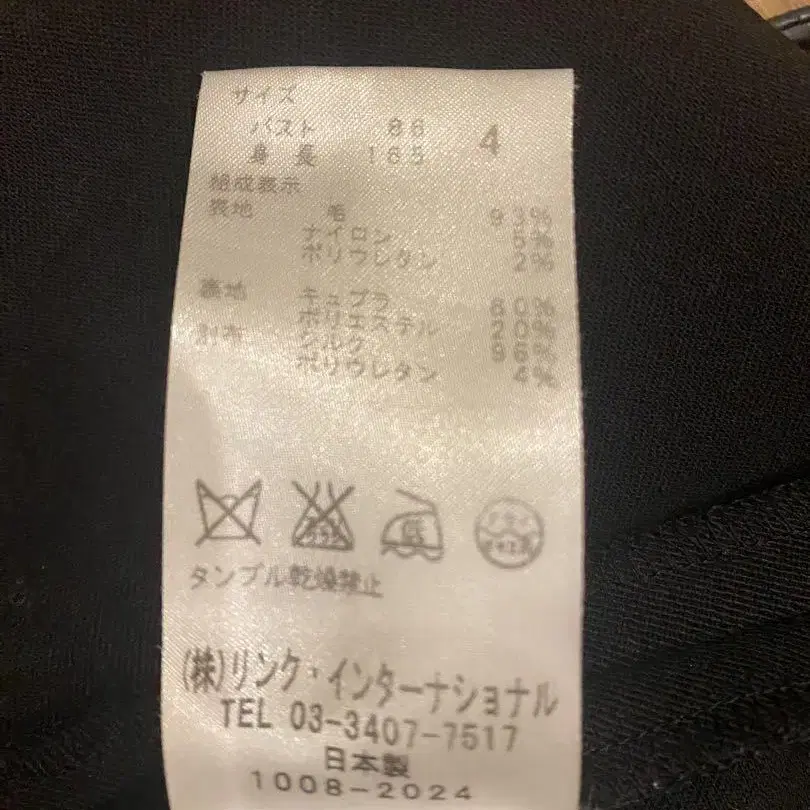 サイズ
バスト 86 4
身 長 165
組成表示
表地 毛 93%
ナイロン 5%
ポリウレタン 2%
裏地 キュプラ 80%
ポリエステル 20%
別布 シルク 96%
ポリウレタン 4%
低
タンブル乾燥禁止
(株)リンク・インターナショナル
TEL 03-3407-7517
日本製
1008-2024